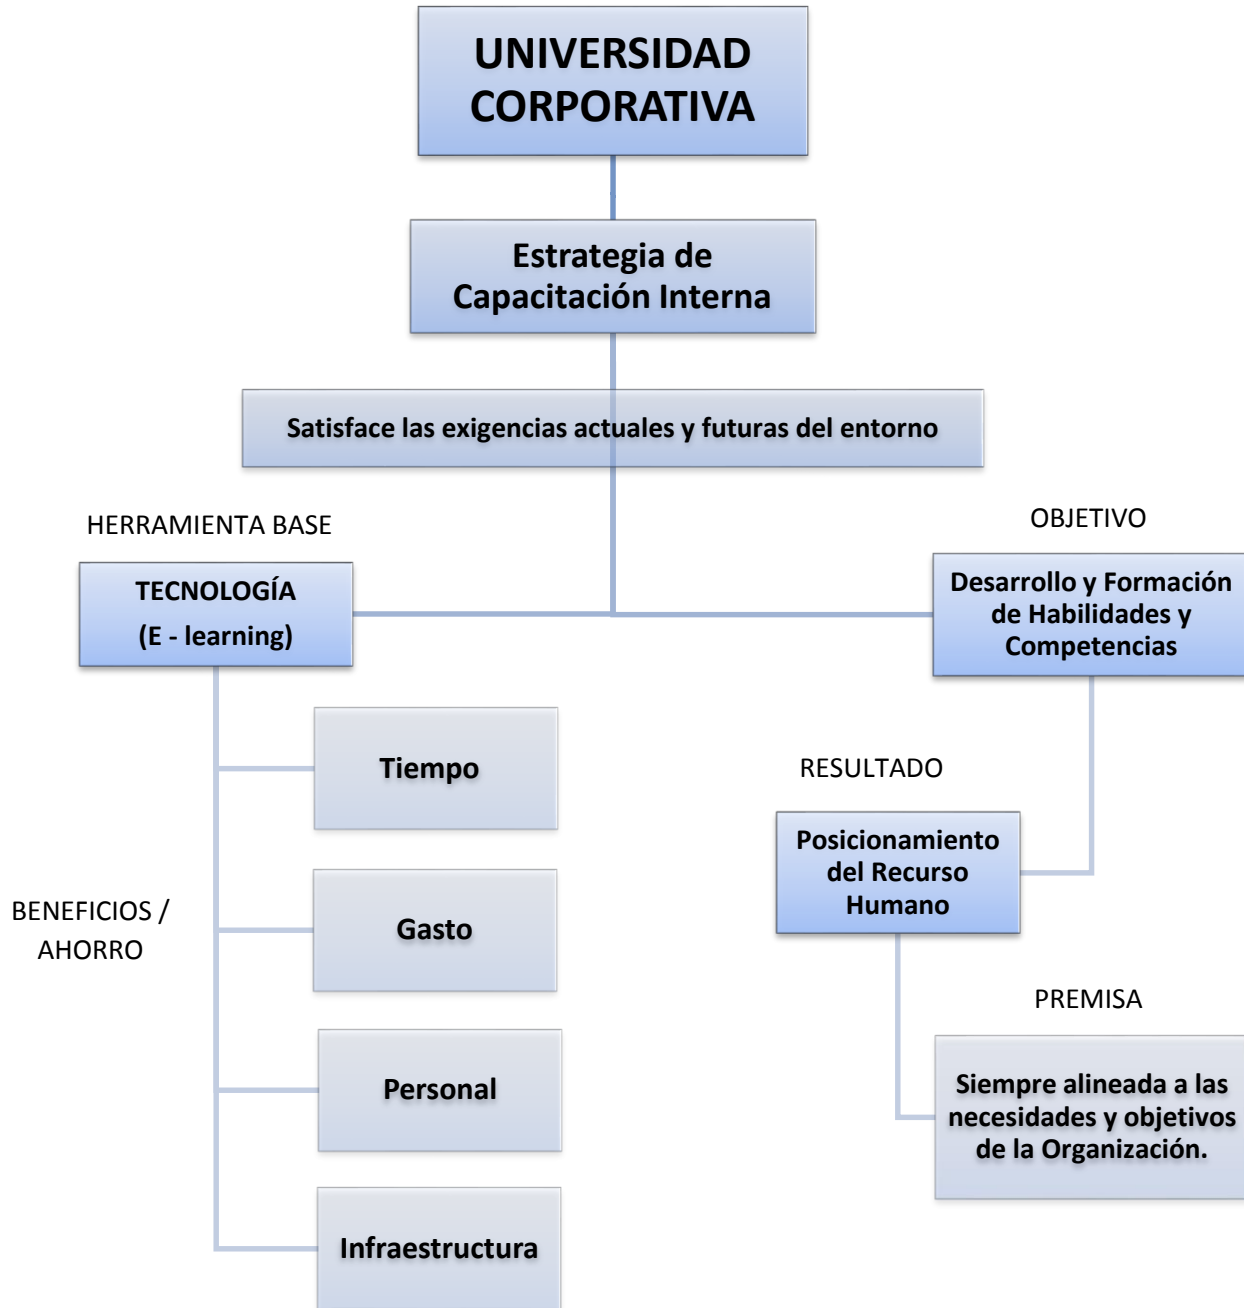 UNIVERSIDAD
CORPORATIVA
Estrategia de
Capacitación Interna
Satisface las exigencias actuales y futuras del entorno
HERRAMIENTA BASE
TECNOLOGÍA
(E - learning)
BENEFICIOS /
AHORRO
Tiempo
Gasto
Personal
Infraestructura
OBJETIVO
Desarrollo y Formación
de Habilidades y
Competencias
RESULTADO
Posicionamiento
del Recurso
Humano
PREMISA
Siempre alineada a las
necesidades y objetivos
de la Organización.